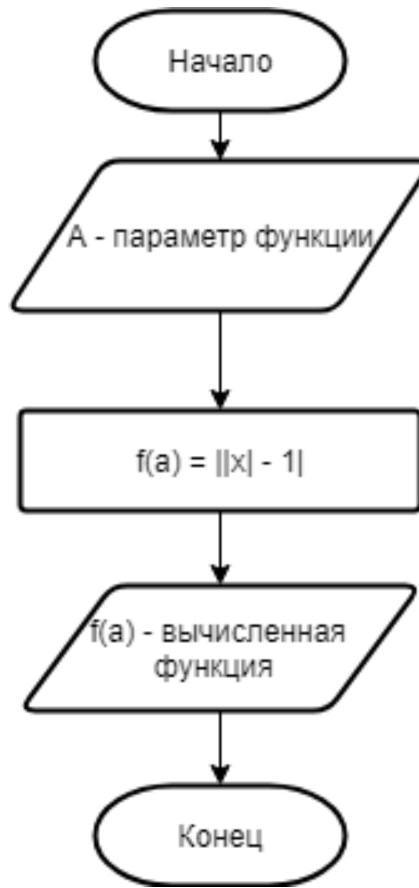 Начало
A - параметр функции
f(a) = ||x| - 1|
f(a) - вычисленная
функция
Конец